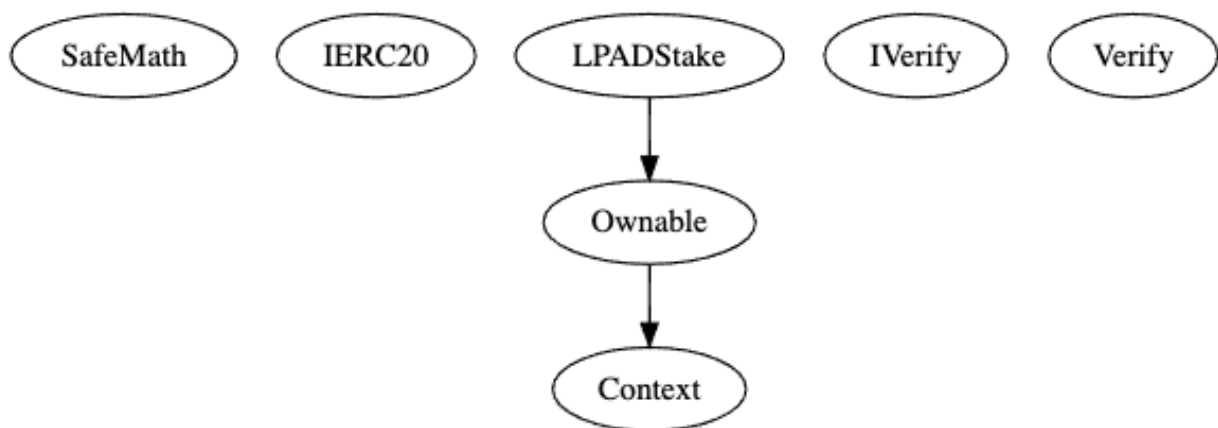 SafeMath
IERC20
LPADStake
IVerify
Verify
Ownable
Context